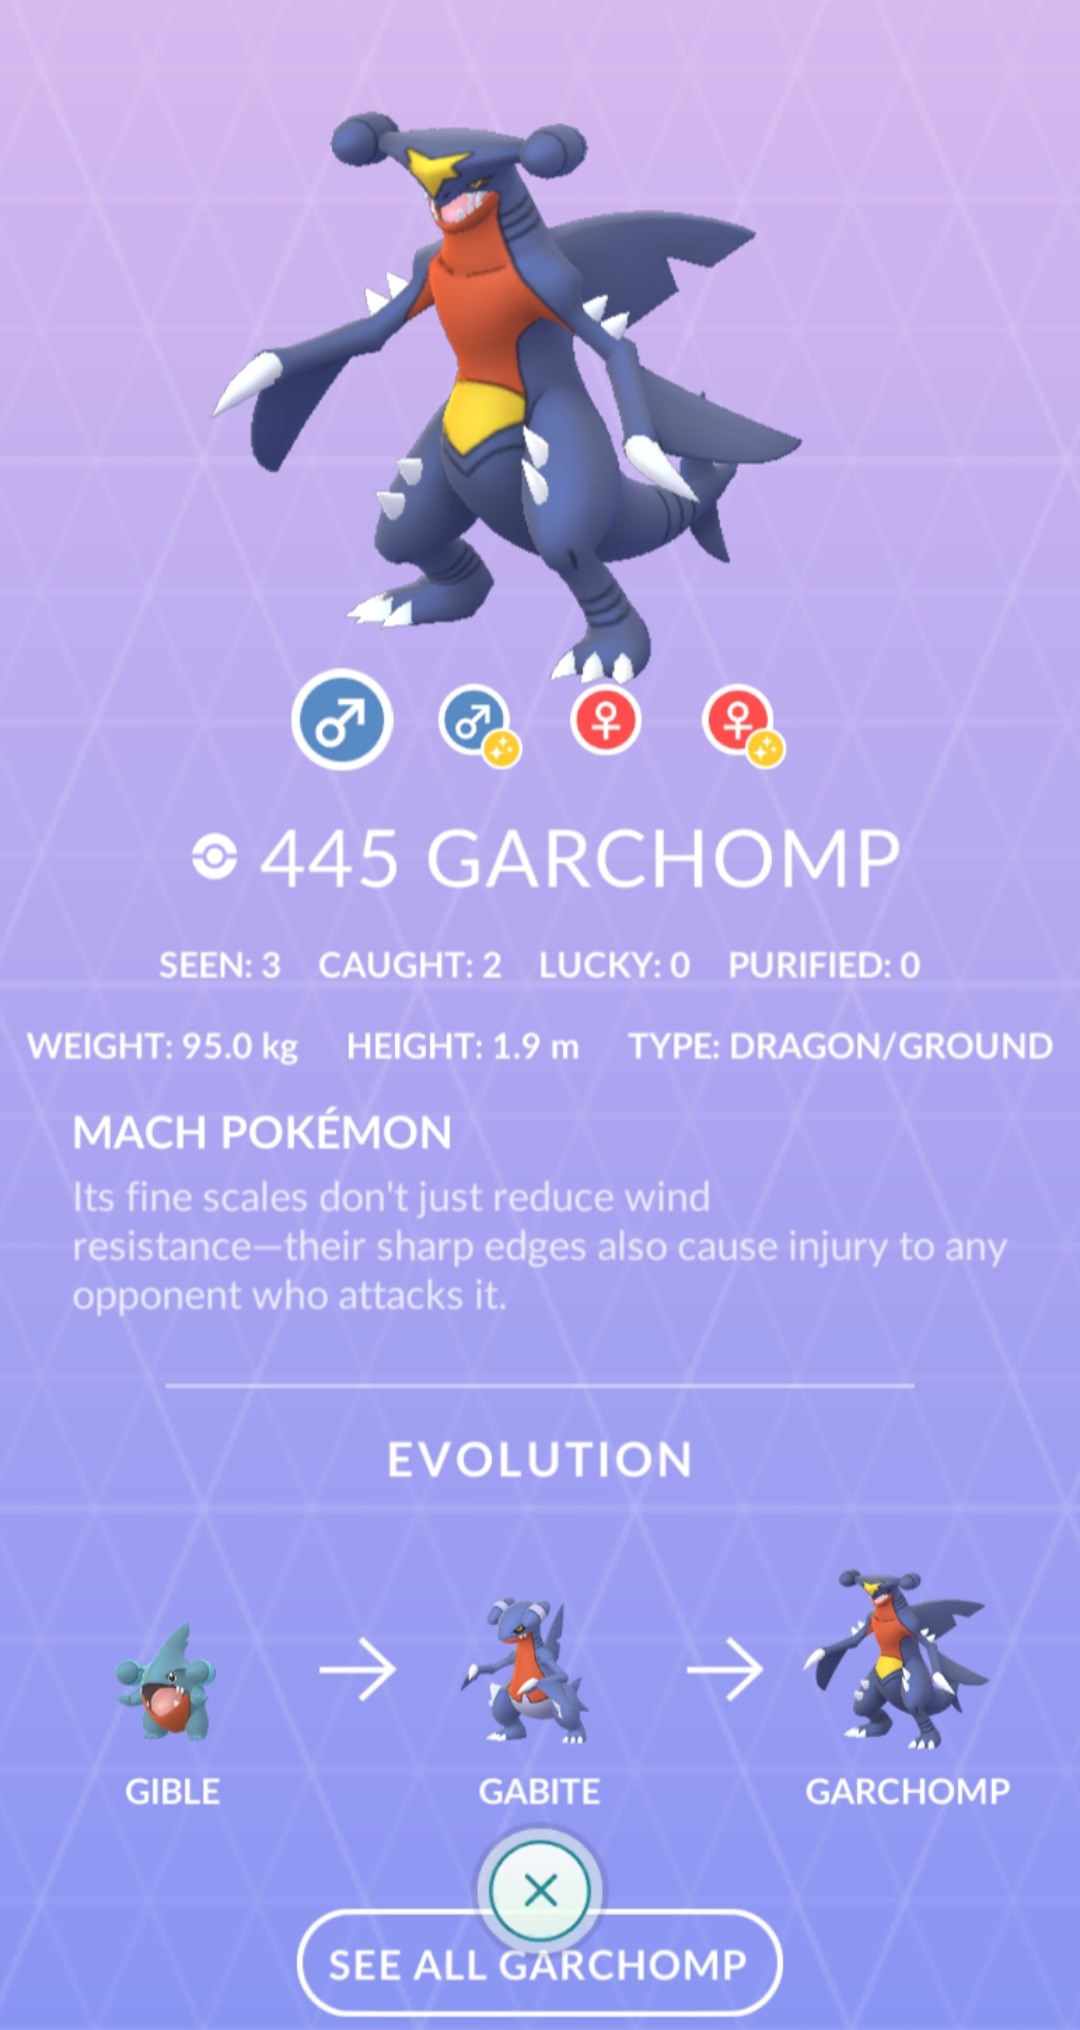 445 GARCHOMP
SEEN: 3 CAUGHT: 2 LUCKY: 0 PURIFIED: 0
WEIGHT: 95.0 kg HEIGHT: 1.9 m TYPE: DRAGON/GROUND
MACH POKÉMON
Its fine scales don't just reduce wind
resistance—their sharp edges also cause injury to any
opponent who attacks it.
EVOLUTION
GIBLE GABITE GARCHOMP
SEE ALL GARCHOMP